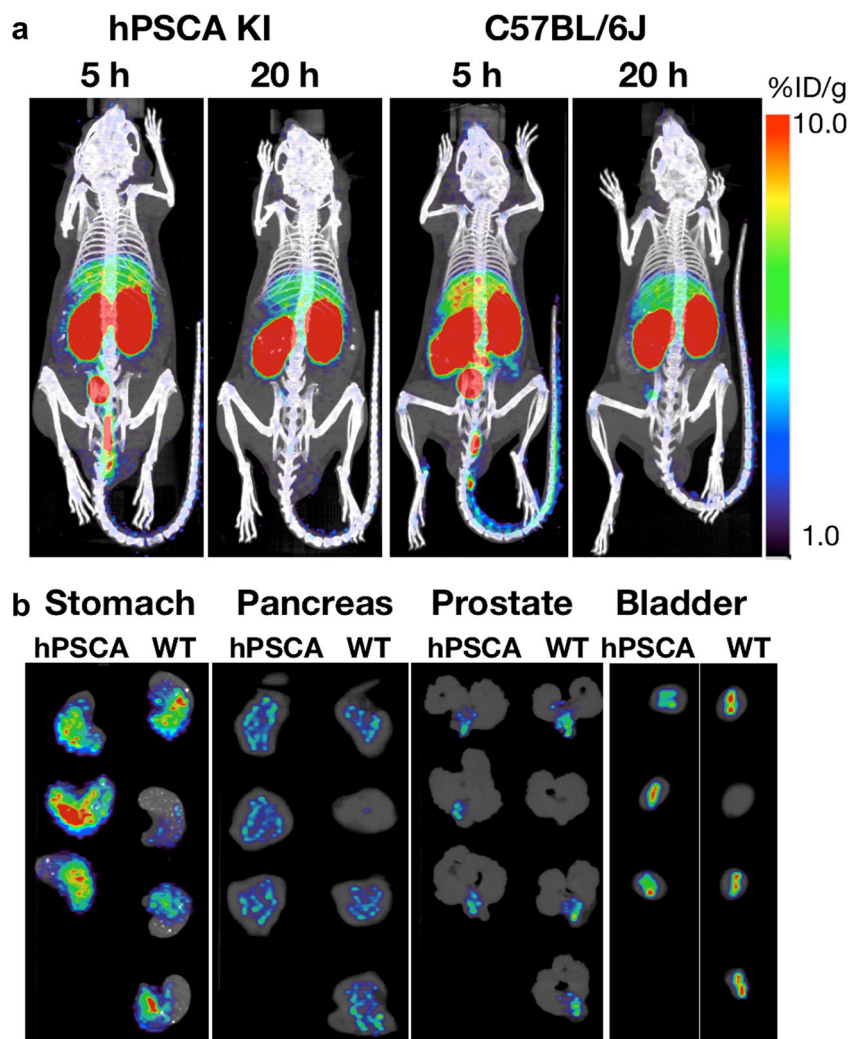 a
hPSCA KI C57BL/6J
5 h 20 h 5 h 20 h
%ID/g
10.0
1.0
b
Stomach Pancreas Prostate Bladder
hPSCA WT hPSCA WT hPSCA WT hPSCA WT